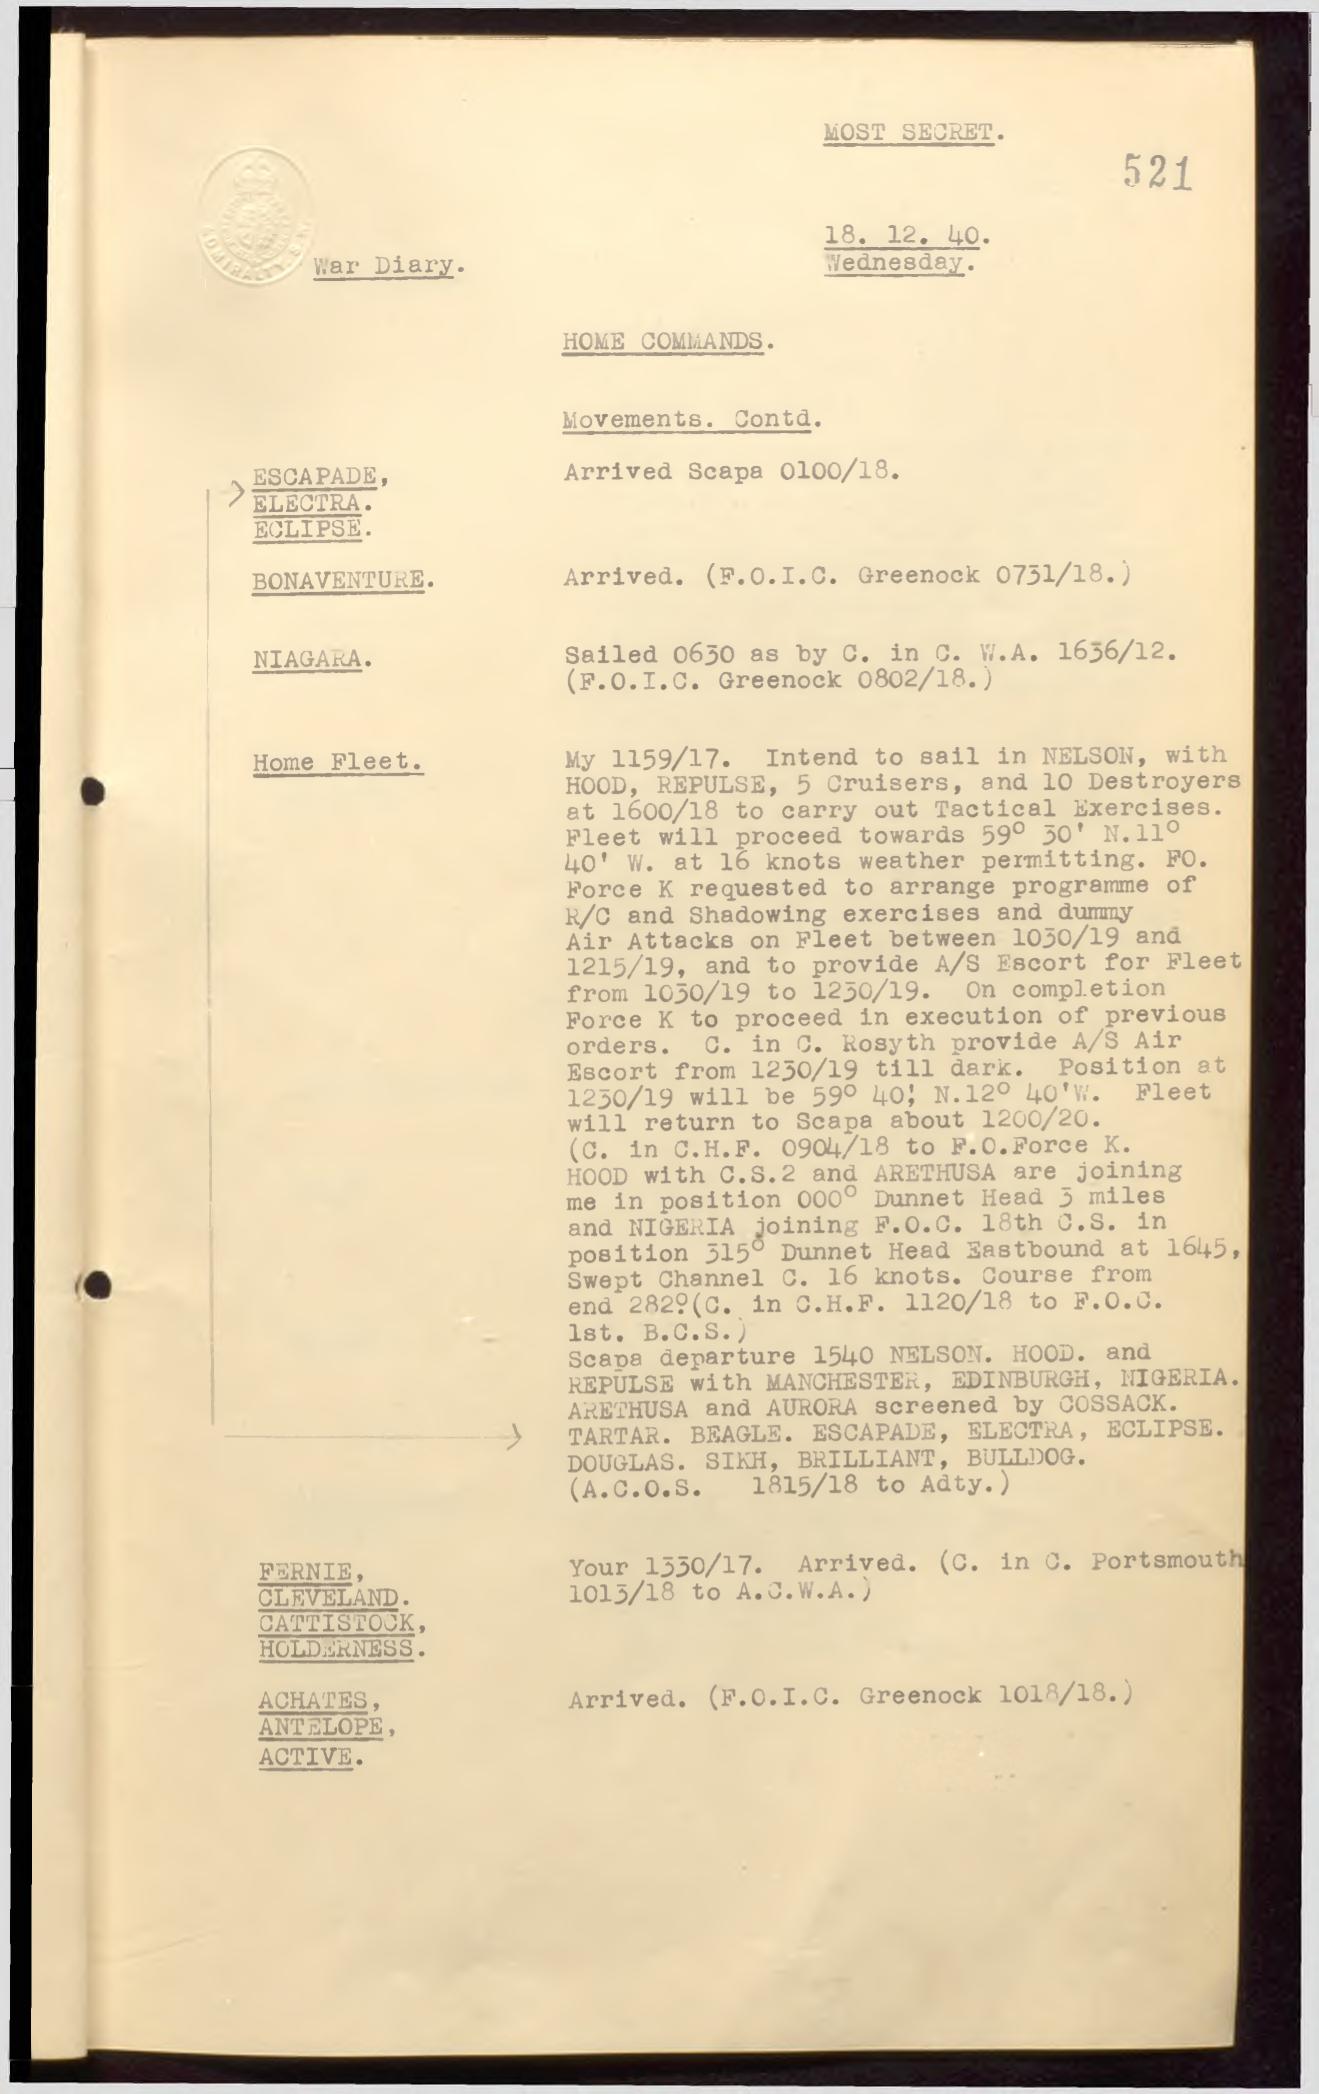 MOST SECRET.
521
18. 12. 40.
War Diary.
Wednesday.
HOME COMMANDS.
Movements. Contd.
ESCAPADE,
ELECTRA.
ECLIPSE.
Arrived Scapa 0100/18.
BONAVENTURE.
Arrived. (F.O.I.C. Greenock 0731/18.)
NIAGARA.
Sailed 0630 as by C. in C. W.A. 1636/12.
(F.O.I.C. Greenock 0802/18.)
Home Fleet.
My 1159/17. Intend to sail in NELSON, with
HOOD, REPULSE, 5 Cruisers, and 10 Destroyers
at 1600/18 to carry out Tactical Exercises.
Fleet will proceed towards 59° 30' N.11°
40' W. at 16 knots weather permitting. FO.
Force K requested to arrange programme of
R/C and Shadowing exercises and dummy
Air Attacks on Fleet between 1030/19 and
1215/19, and to provide A/S Escort for Fleet
from 1030/19 to 1230/19. On completion
Force K to proceed in execution of previous
orders. C. in C. Rosyth provide A/S Air
Escort from 1230/19 till dark. Position at
1230/19 will be 59° 40' N.12° 40'W. Fleet
will return to Scapa about 1200/20.
(C. in C.H.F. 0904/18 to F.O.Force K.
HOOD with C.S.2 and ARETHUSA are joining
me in position 000° Dunnet Head 3 miles
and NIGERIA joining F.O.C. 18th C.S. in
position 315° Dunnet Head Eastbound at 1645,
Swept Channel C. 16 knots. Course from
end 282°(C. in C.H.F. 1120/18 to F.O.C.
1st. B.C.S.)
Scapa departure 1540 NELSON. HOOD. and
REPULSE with MANCHESTER, EDINBURGH, NIGERIA.
ARETHUSA and AURORA screened by COSSACK.
TARTAR. BEAGLE. ESCAPADE, ELECTRA, ECLIPSE.
DOUGLAS. SIKH, BRILLIANT, BULLDOG.
(A.C.O.S. 1815/18 to Adty.)
FERNIE,
CLEVELAND.
CATTISTOCK,
HOLDERNESS.
Your 1330/17. Arrived. (C. in C. Portsmouth
1013/18 to A.C.W.A.)
ACHATES,
ANTELOPE,
ACTIVE.
Arrived. (F.O.I.C. Greenock 1018/18.)